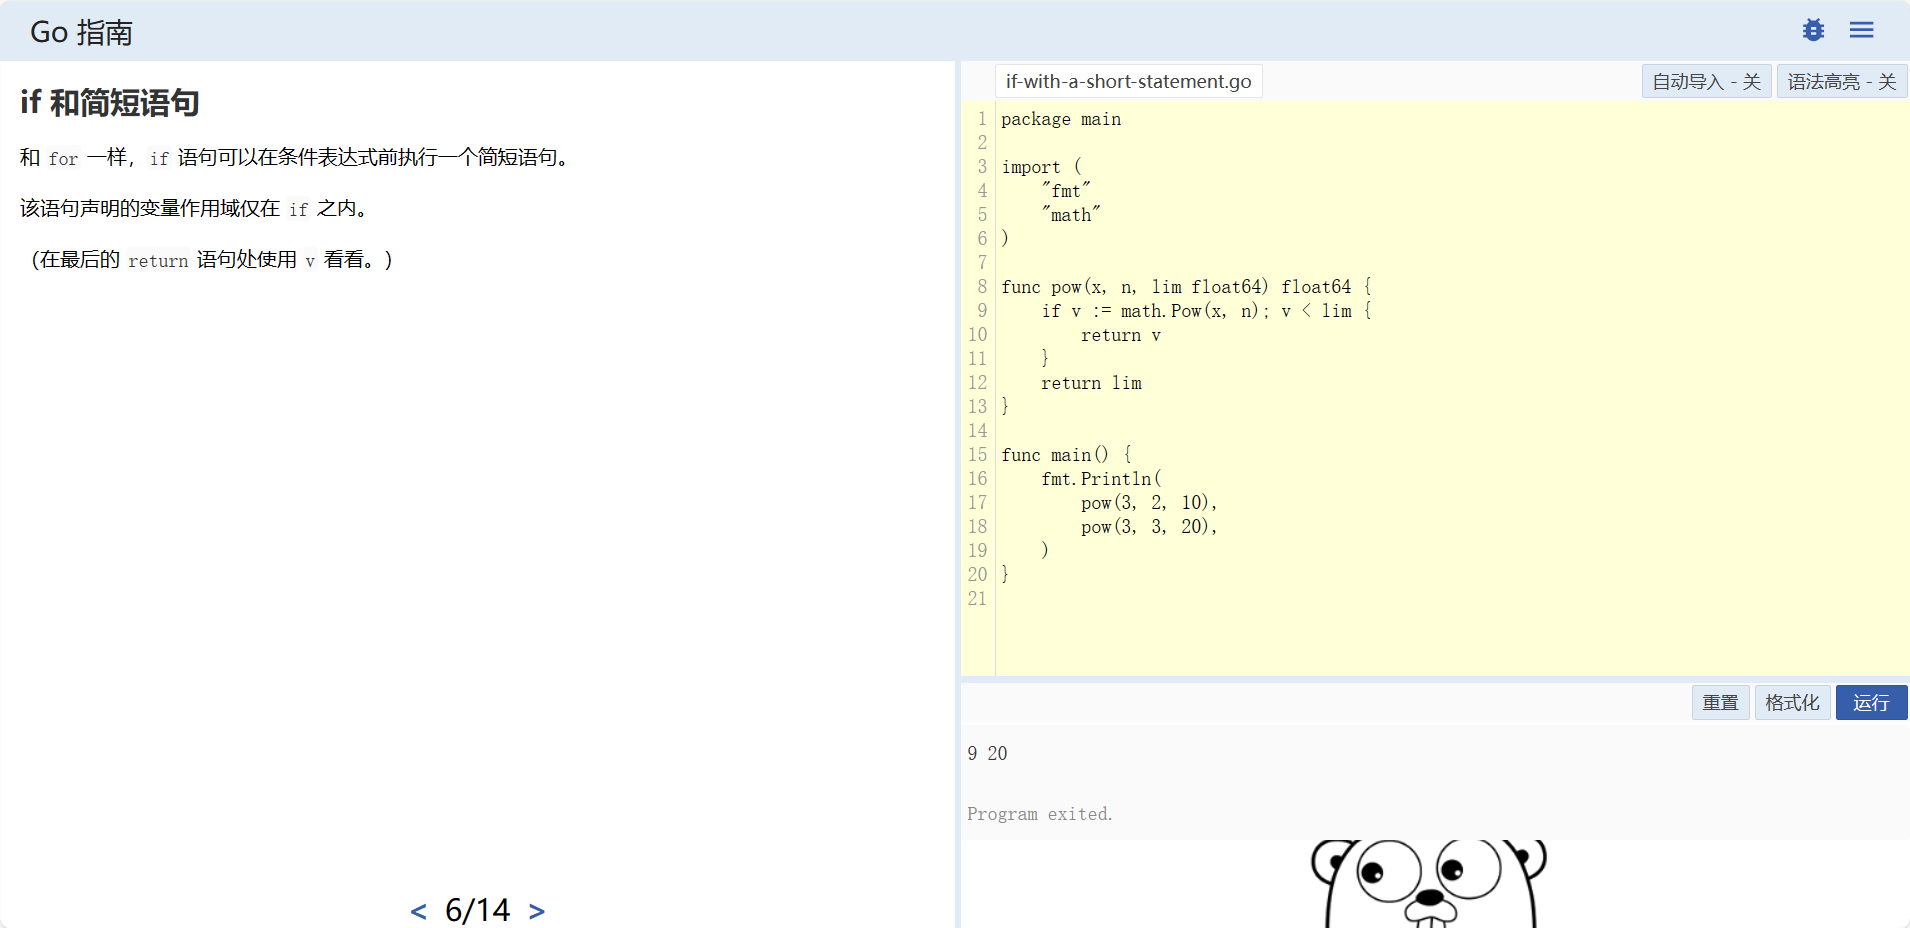 Go 指南
if 和简短语句
和 for 一样，if 语句可以在条件表达式前执行一个简短语句。
该语句声明的变量作用域仅在 if 之内。
（在最后的 return 语句处使用 v 看看。）
< 6/14 >
if-with-a-short-statement.go
自动导入 - 关
语法高亮 - 关
1 package main
2
3 import (
4     "fmt"
5     "math"
6 )
7
8 func pow(x, n, lim float64) float64 {
9     if v := math.Pow(x, n); v < lim {
10         return v
11     }
12     return lim
13 }
14
15 func main() {
16     fmt.Println(
17         pow(3, 2, 10),
18         pow(3, 3, 20),
19     )
20 }
21
重置
格式化
运行
9 20
Program exited.